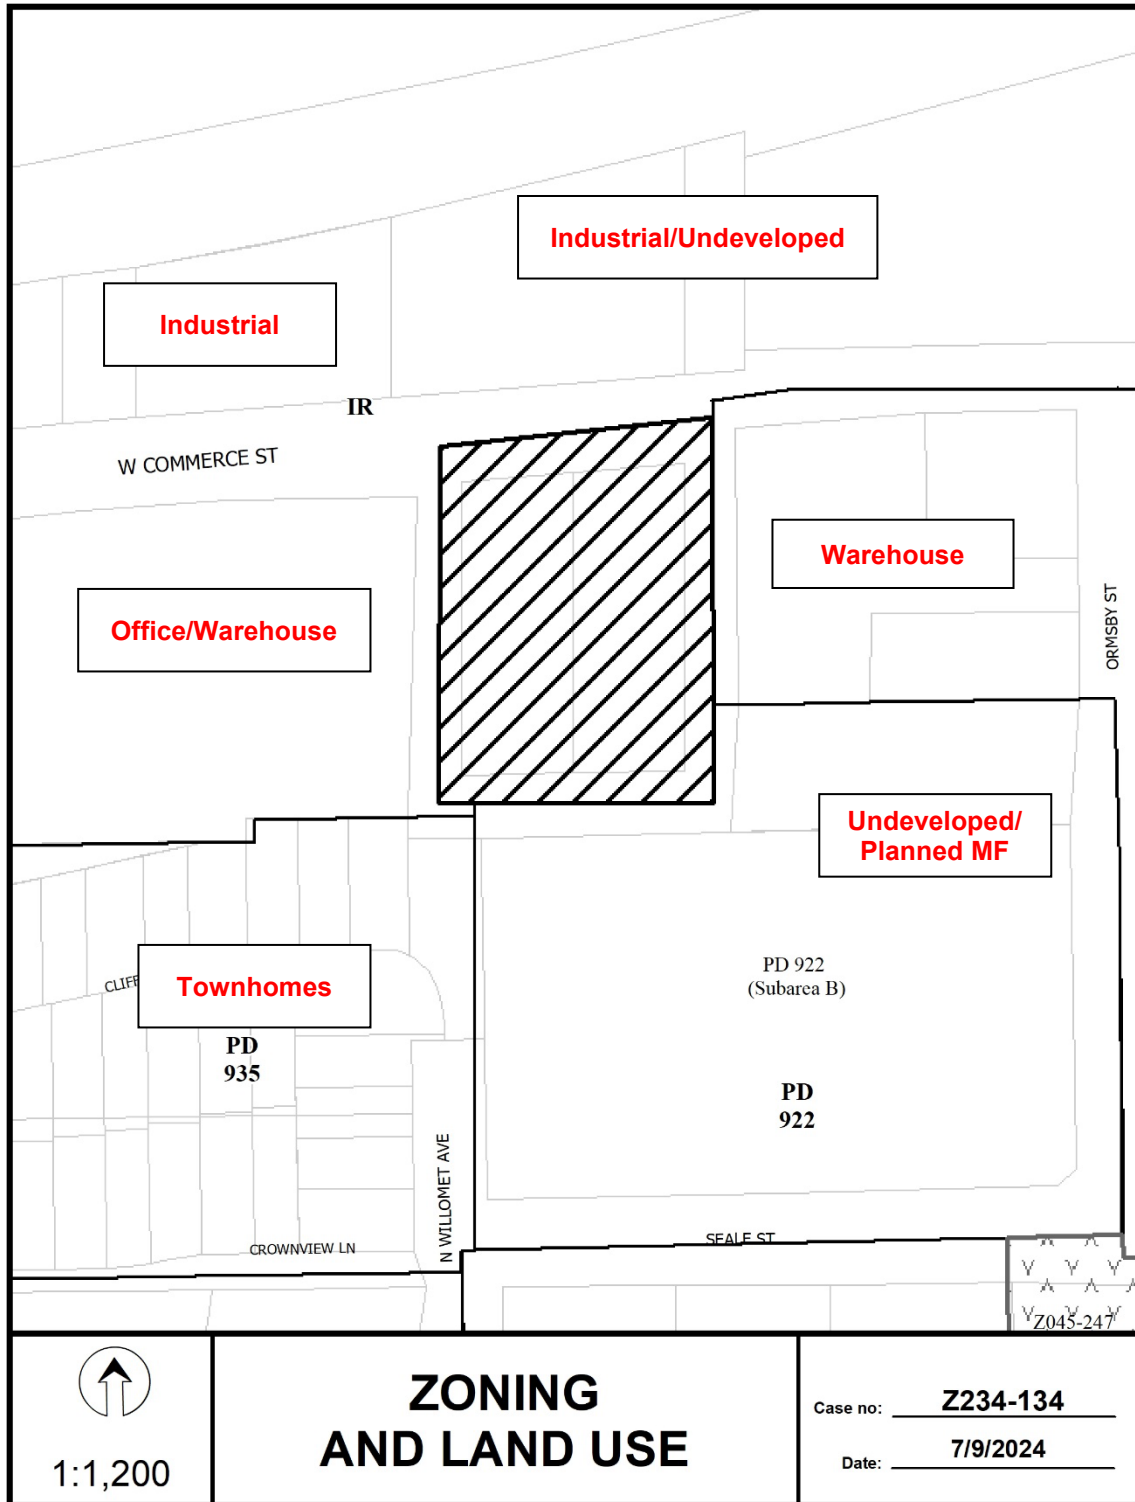 Industrial/Undeveloped
Industrial
IR
W COMMERCE ST
Warehouse
Office/Warehouse
ORMSBY ST
Undeveloped/
Planned MF
PD 922
(Subarea B)
Townhomes
PD
935
PD
922
N WILLOMET AVE
CROWNVIEW LN
SEALE ST
Z045-247
1:1,200
ZONING
AND LAND USE
Case no: Z234-134
Date: 7/9/2024